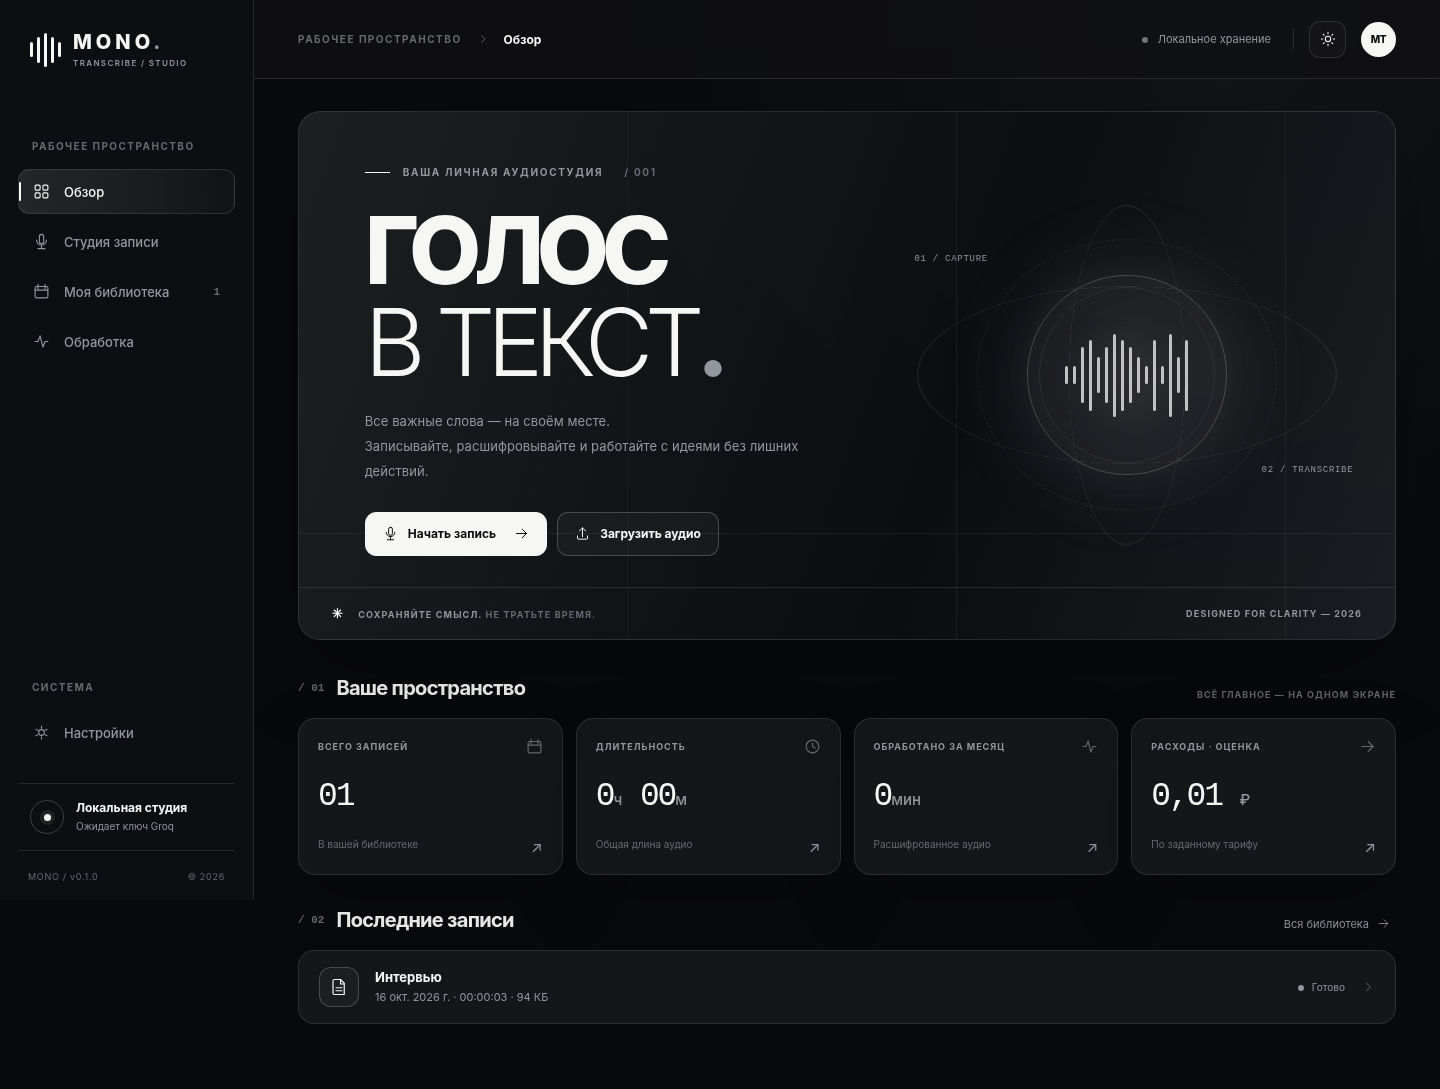 MONO.
TRANSCRIBE / STUDIO
РАБОЧЕЕ ПРОСТРАНСТВО
Обзор
Студия записи
Моя библиотека 1
Обработка
СИСТЕМА
Настройки
Локальная студия
Ожидает ключ Groq
MONO / v0.1.0 © 2026
РАБОЧЕЕ ПРОСТРАНСТВО Обзор
Локальное хранение MT
ВАША ЛИЧНАЯ АУДИОСТУДИЯ / 001
ГОЛОС
В ТЕКСТ.
Все важные слова — на своём месте.
Записывайте, расшифровывайте и работайте с идеями без лишних
действий.
Начать запись
Загрузить аудио
01 / CAPTURE
02 / TRANSCRIBE
СОХРАНЯЙТЕ СМЫСЛ. НЕ ТРАТЬТЕ ВРЕМЯ.
DESIGNED FOR CLARITY — 2026
/ 01 Ваше пространство
ВСЁ ГЛАВНОЕ — НА ОДНОМ ЭКРАНЕ
ВСЕГО ЗАПИСЕЙ
01
В вашей библиотеке
ДЛИТЕЛЬНОСТЬ
0ч 00м
Общая длина аудио
ОБРАБОТАНО ЗА МЕСЯЦ
0мин
Расшифрованное аудио
РАСХОДЫ · ОЦЕНКА
0,01 ₽
По заданному тарифу
/ 02 Последние записи
Вся библиотека
Интервью
16 окт. 2026 г. · 00:00:03 · 94 КБ
Готово